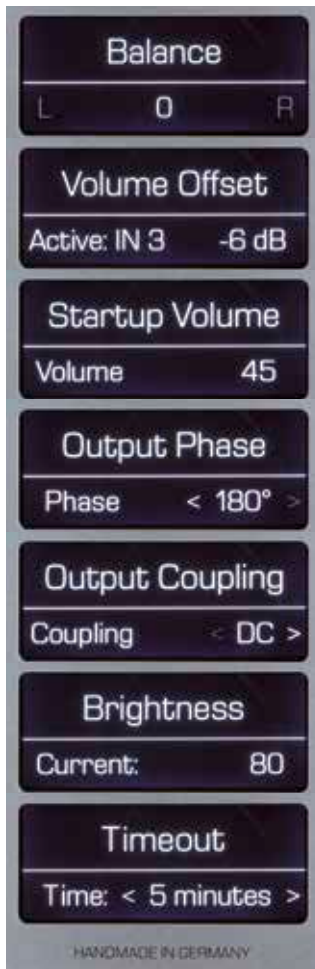 Balance
L 0 R
Volume Offset
Active: IN 3 -6 dB
Startup Volume
Volume 45
Output Phase
Phase < 180° >
Output Coupling
Coupling < DC >
Brightness
Current: 80
Timeout
Time: < 5 minutes >
HANDMADE IN GERMANY